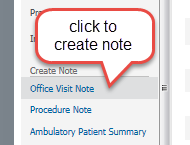 click to
create note
Create Note
Office Visit Note
Procedure Note
Ambulatory Patient Summary